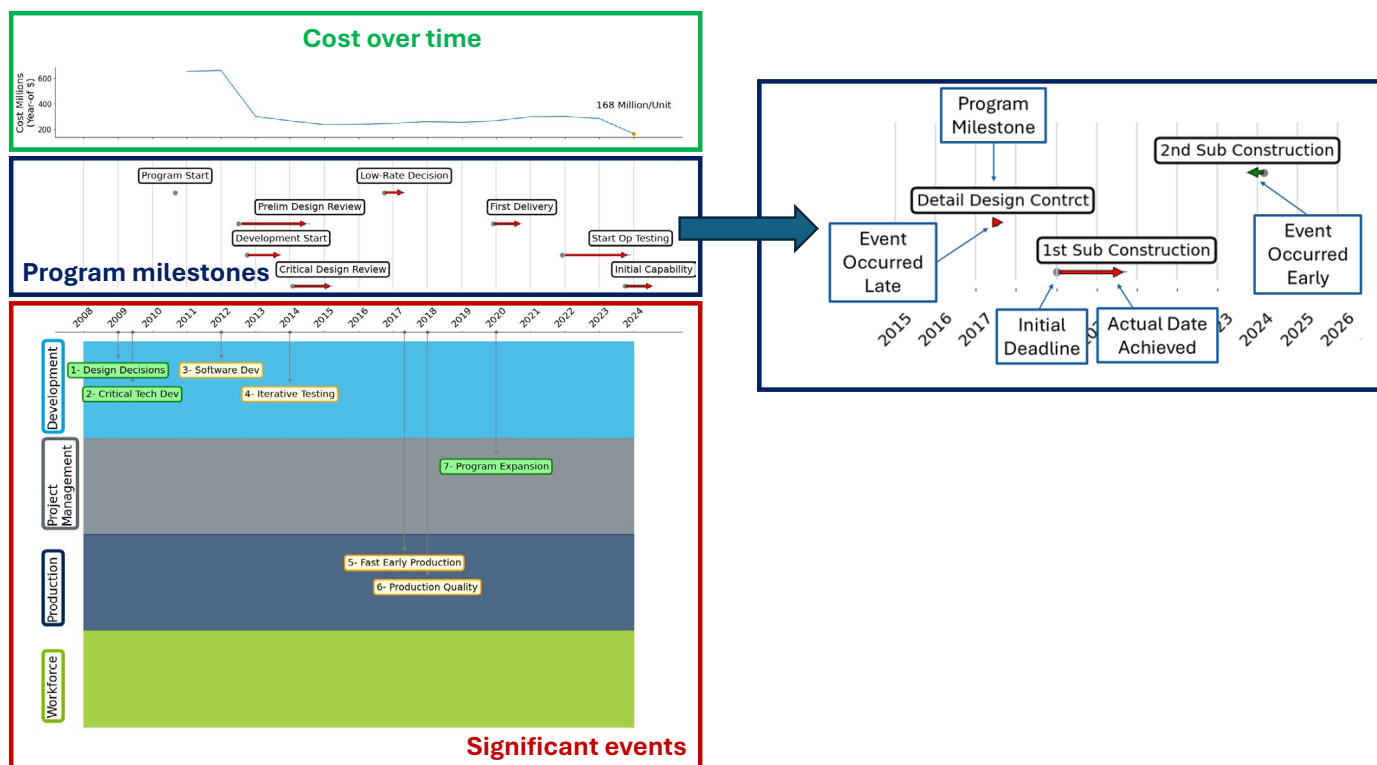 Cost over time
Cost Millions
(Year-of $)
600
400
200
168 Million/Unit
Program Start
Low-Rate Decision
Prelim Design Review
First Delivery
Development Start
Start Op Testing
Critical Design Review
Initial Capability
Program milestones
2008
2009
2010
2011
2012
2013
2014
2015
2016
2017
2018
2019
2020
2021
2022
2023
2024
Development
1- Design Decisions
3- Software Dev
2- Critical Tech Dev
4- Iterative Testing
Project
Management
7- Program Expansion
Production
5- Fast Early Production
6- Production Quality
Workforce
Significant events
Program
Milestone
2nd Sub Construction
Detail Design Contrct
Event
Occurred
Late
1st Sub Construction
Event
Occurred
Early
Initial
Deadline
Actual Date
Achieved
2015
2016
2017
23
2024
2025
2026